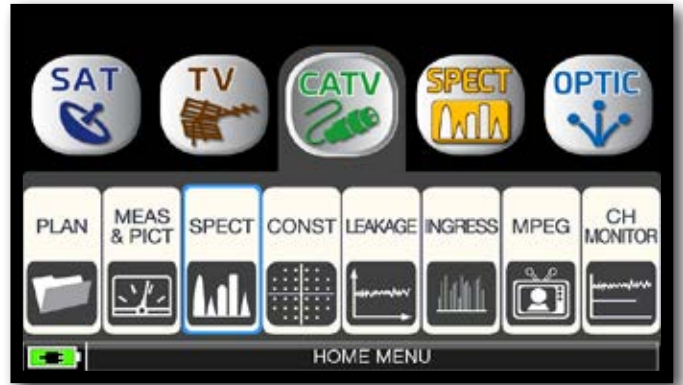 SAT TV CATV SPECT OPTIC
PLAN MEAS & PICT SPECT CONST LEAKAGE INGRESS MPEG CH MONITOR
HOME MENU